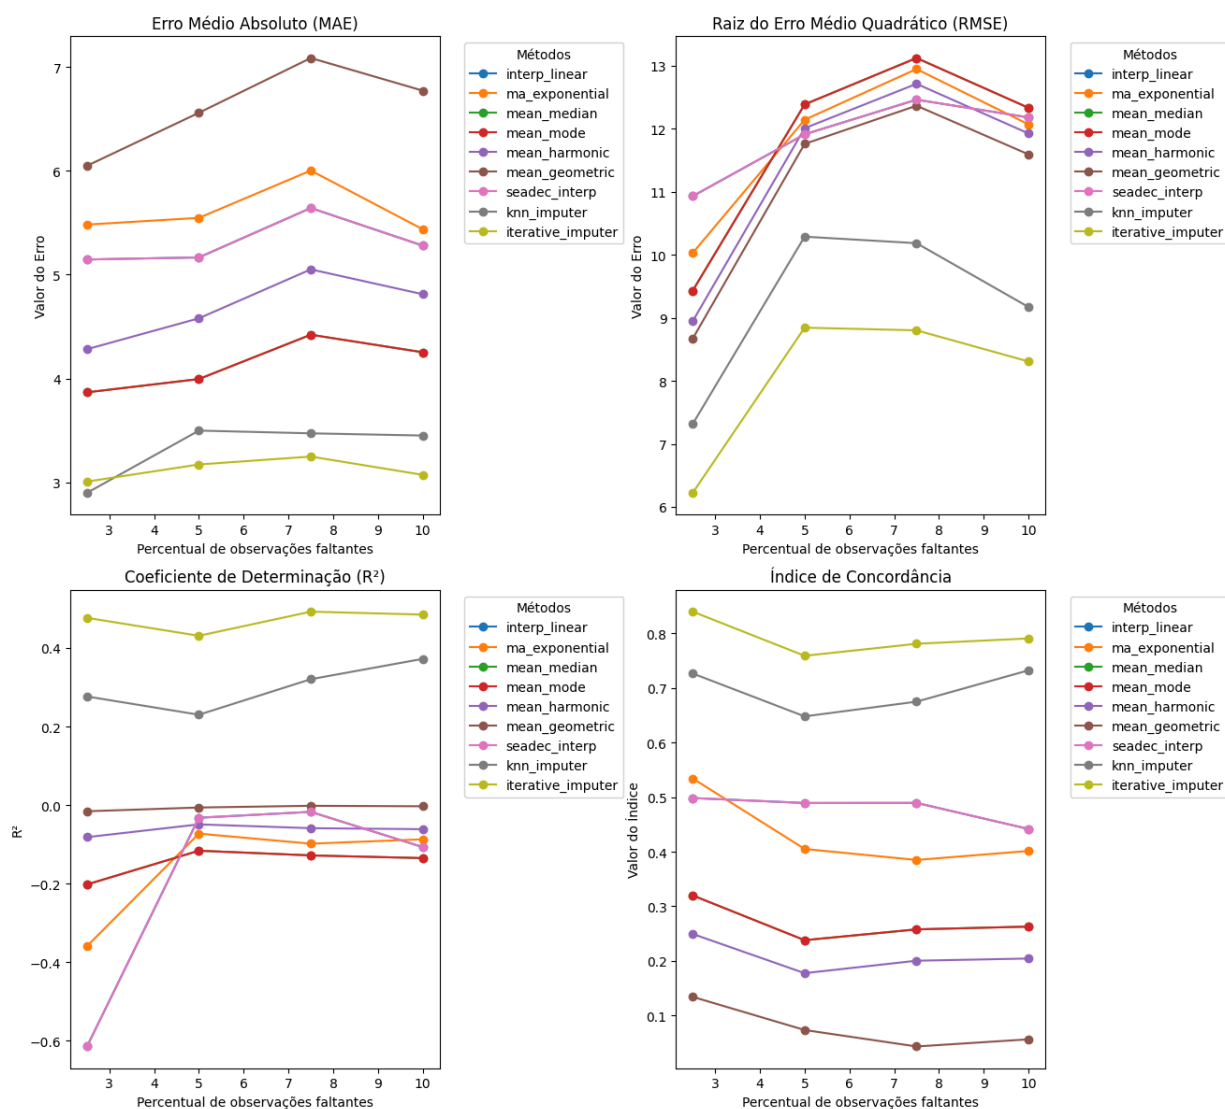 Erro Médio Absoluto (MAE)
7
6
5
4
3
Valor do Erro
3 4 5 6 7 8 9 10
Percentual de observações faltantes
Métodos
interp_linear
ma_exponential
mean_median
mean_mode
mean_harmonic
mean_geometric
seadec_interp
knn_imputer
iterative_imputer
Raiz do Erro Médio Quadrático (RMSE)
13
12
11
10
9
8
7
6
Valor do Erro
3 4 5 6 7 8 9 10
Percentual de observações faltantes
Métodos
interp_linear
ma_exponential
mean_median
mean_mode
mean_harmonic
mean_geometric
seadec_interp
knn_imputer
iterative_imputer
Coeficiente de Determinação (R²)
0.4
0.2
0.0
−0.2
−0.4
−0.6
R²
3 4 5 6 7 8 9 10
Percentual de observações faltantes
Métodos
interp_linear
ma_exponential
mean_median
mean_mode
mean_harmonic
mean_geometric
seadec_interp
knn_imputer
iterative_imputer
Índice de Concordância
0.8
0.7
0.6
0.5
0.4
0.3
0.2
0.1
Valor do Índice
3 4 5 6 7 8 9 10
Percentual de observações faltantes
Métodos
interp_linear
ma_exponential
mean_median
mean_mode
mean_harmonic
mean_geometric
seadec_interp
knn_imputer
iterative_imputer